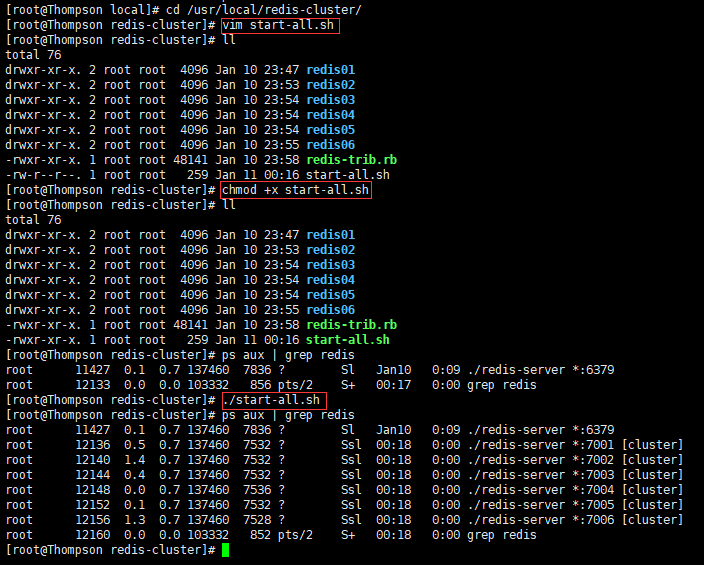 [root@Thompson local]# cd /usr/local/redis-cluster/
[root@Thompson redis-cluster]# vim start-all.sh
[root@Thompson redis-cluster]# ll
total 76
drwxr-xr-x. 2 root root  4096 Jan 10 23:47 redis01
drwxr-xr-x. 2 root root  4096 Jan 10 23:53 redis02
drwxr-xr-x. 2 root root  4096 Jan 10 23:54 redis03
drwxr-xr-x. 2 root root  4096 Jan 10 23:54 redis04
drwxr-xr-x. 2 root root  4096 Jan 10 23:54 redis05
drwxr-xr-x. 2 root root  4096 Jan 10 23:55 redis06
-rwxr-xr-x. 1 root root 48141 Jan 10 23:58 redis-trib.rb
-rw-r--r--. 1 root root   259 Jan 11 00:16 start-all.sh
[root@Thompson redis-cluster]# chmod +x start-all.sh
[root@Thompson redis-cluster]# ll
total 76
drwxr-xr-x. 2 root root  4096 Jan 10 23:47 redis01
drwxr-xr-x. 2 root root  4096 Jan 10 23:53 redis02
drwxr-xr-x. 2 root root  4096 Jan 10 23:54 redis03
drwxr-xr-x. 2 root root  4096 Jan 10 23:54 redis04
drwxr-xr-x. 2 root root  4096 Jan 10 23:54 redis05
drwxr-xr-x. 2 root root  4096 Jan 10 23:55 redis06
-rwxr-xr-x. 1 root root 48141 Jan 10 23:58 redis-trib.rb
-rwxr-xr-x. 1 root root   259 Jan 11 00:16 start-all.sh
[root@Thompson redis-cluster]# ps aux | grep redis
root      11427  0.1  0.7 137460  7836 ?        Sl   Jan10   0:09 ./redis-server *:6379
root      12133  0.0  0.0 103332   856 pts/2    S+   00:17   0:00 grep redis
[root@Thompson redis-cluster]# ./start-all.sh
[root@Thompson redis-cluster]# ps aux | grep redis
root      11427  0.1  0.7 137460  7836 ?        Sl   Jan10   0:09 ./redis-server *:6379
root      12136  0.5  0.7 137460  7532 ?        Ssl  00:18   0:00 ./redis-server *:7001 [cluster]
root      12140  1.4  0.7 137460  7532 ?        Ssl  00:18   0:00 ./redis-server *:7002 [cluster]
root      12144  0.4  0.7 137460  7532 ?        Ssl  00:18   0:00 ./redis-server *:7003 [cluster]
root      12148  0.0  0.7 137460  7536 ?        Ssl  00:18   0:00 ./redis-server *:7004 [cluster]
root      12152  0.1  0.7 137460  7532 ?        Ssl  00:18   0:00 ./redis-server *:7005 [cluster]
root      12156  1.3  0.7 137460  7528 ?        Ssl  00:18   0:00 ./redis-server *:7006 [cluster]
root      12160  0.0  0.0 103332   852 pts/2    S+   00:18   0:00 grep redis
[root@Thompson redis-cluster]#